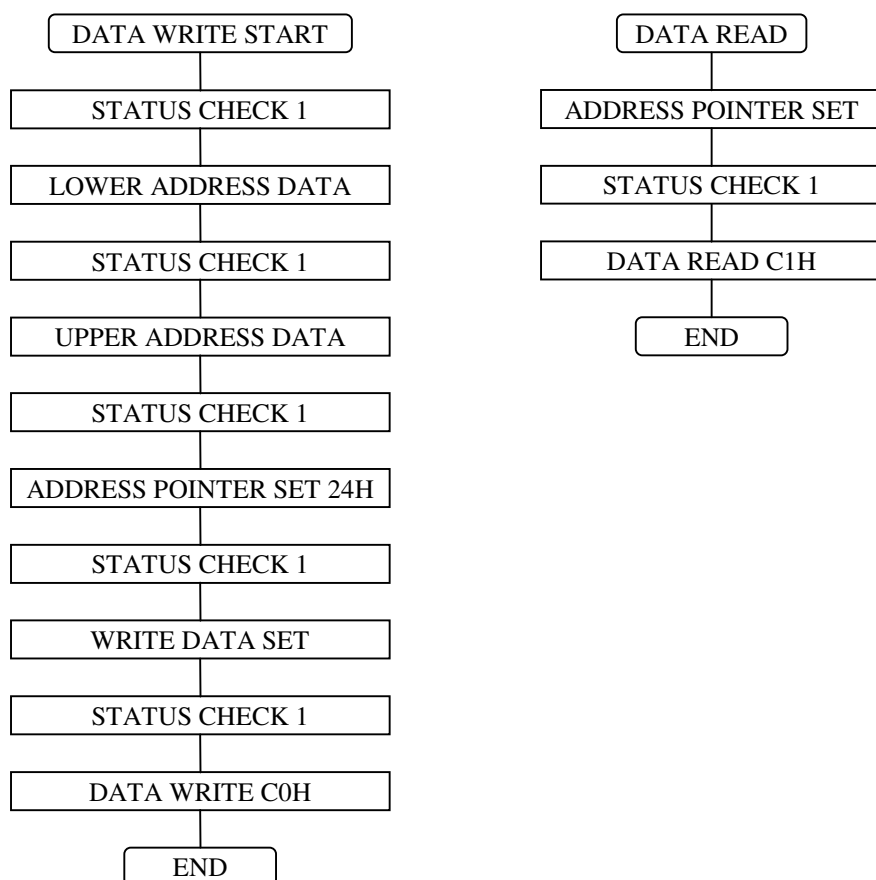 DATA WRITE START
STATUS CHECK 1
LOWER ADDRESS DATA
STATUS CHECK 1
UPPER ADDRESS DATA
STATUS CHECK 1
ADDRESS POINTER SET 24H
STATUS CHECK 1
WRITE DATA SET
STATUS CHECK 1
DATA WRITE C0H
END
DATA READ
ADDRESS POINTER SET
STATUS CHECK 1
DATA READ C1H
END